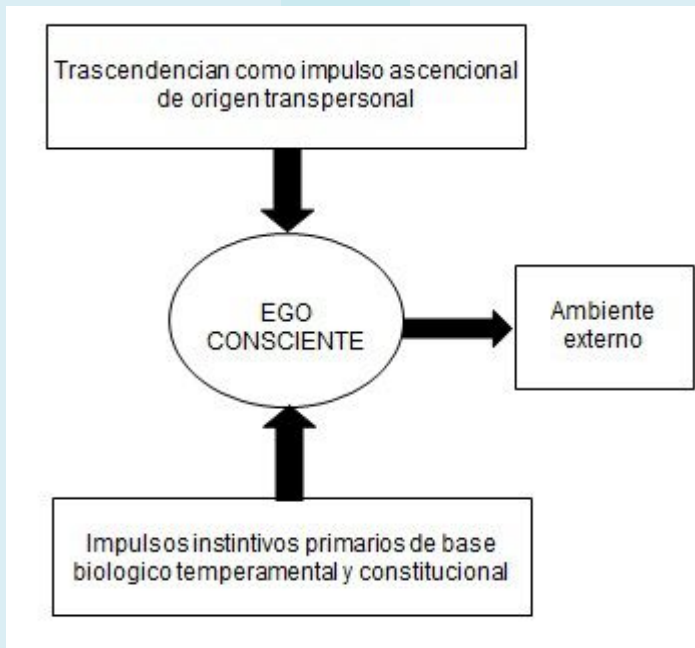 Trascendencian como impulso ascencional
de origen transpersonal
EGO
CONSCIENTE
Ambiente
externo
Impulsos instintivos primarios de base
biologico temperamental y constitucional